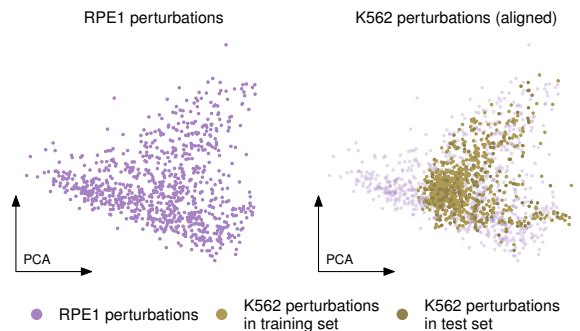 RPE1 perturbations
K562 perturbations (aligned)
PCA
PCA
RPE1 perturbations
K562 perturbations
in training set
K562 perturbations
in test set